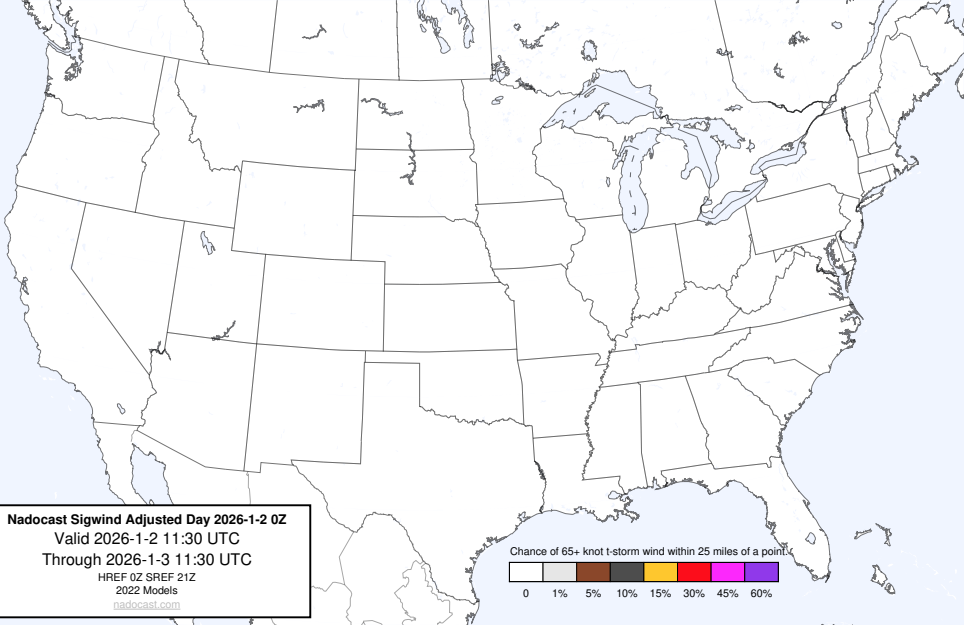 Nadocast Sigwind Adjusted Day 2026-1-2 0Z
Valid 2026-1-2 11:30 UTC
Through 2026-1-3 11:30 UTC
HREF 0Z SREF 21Z
2022 Models
nadocast.com
Chance of 65+ knot t-storm wind within 25 miles of a point.
0 1% 5% 10% 15% 30% 45% 60%